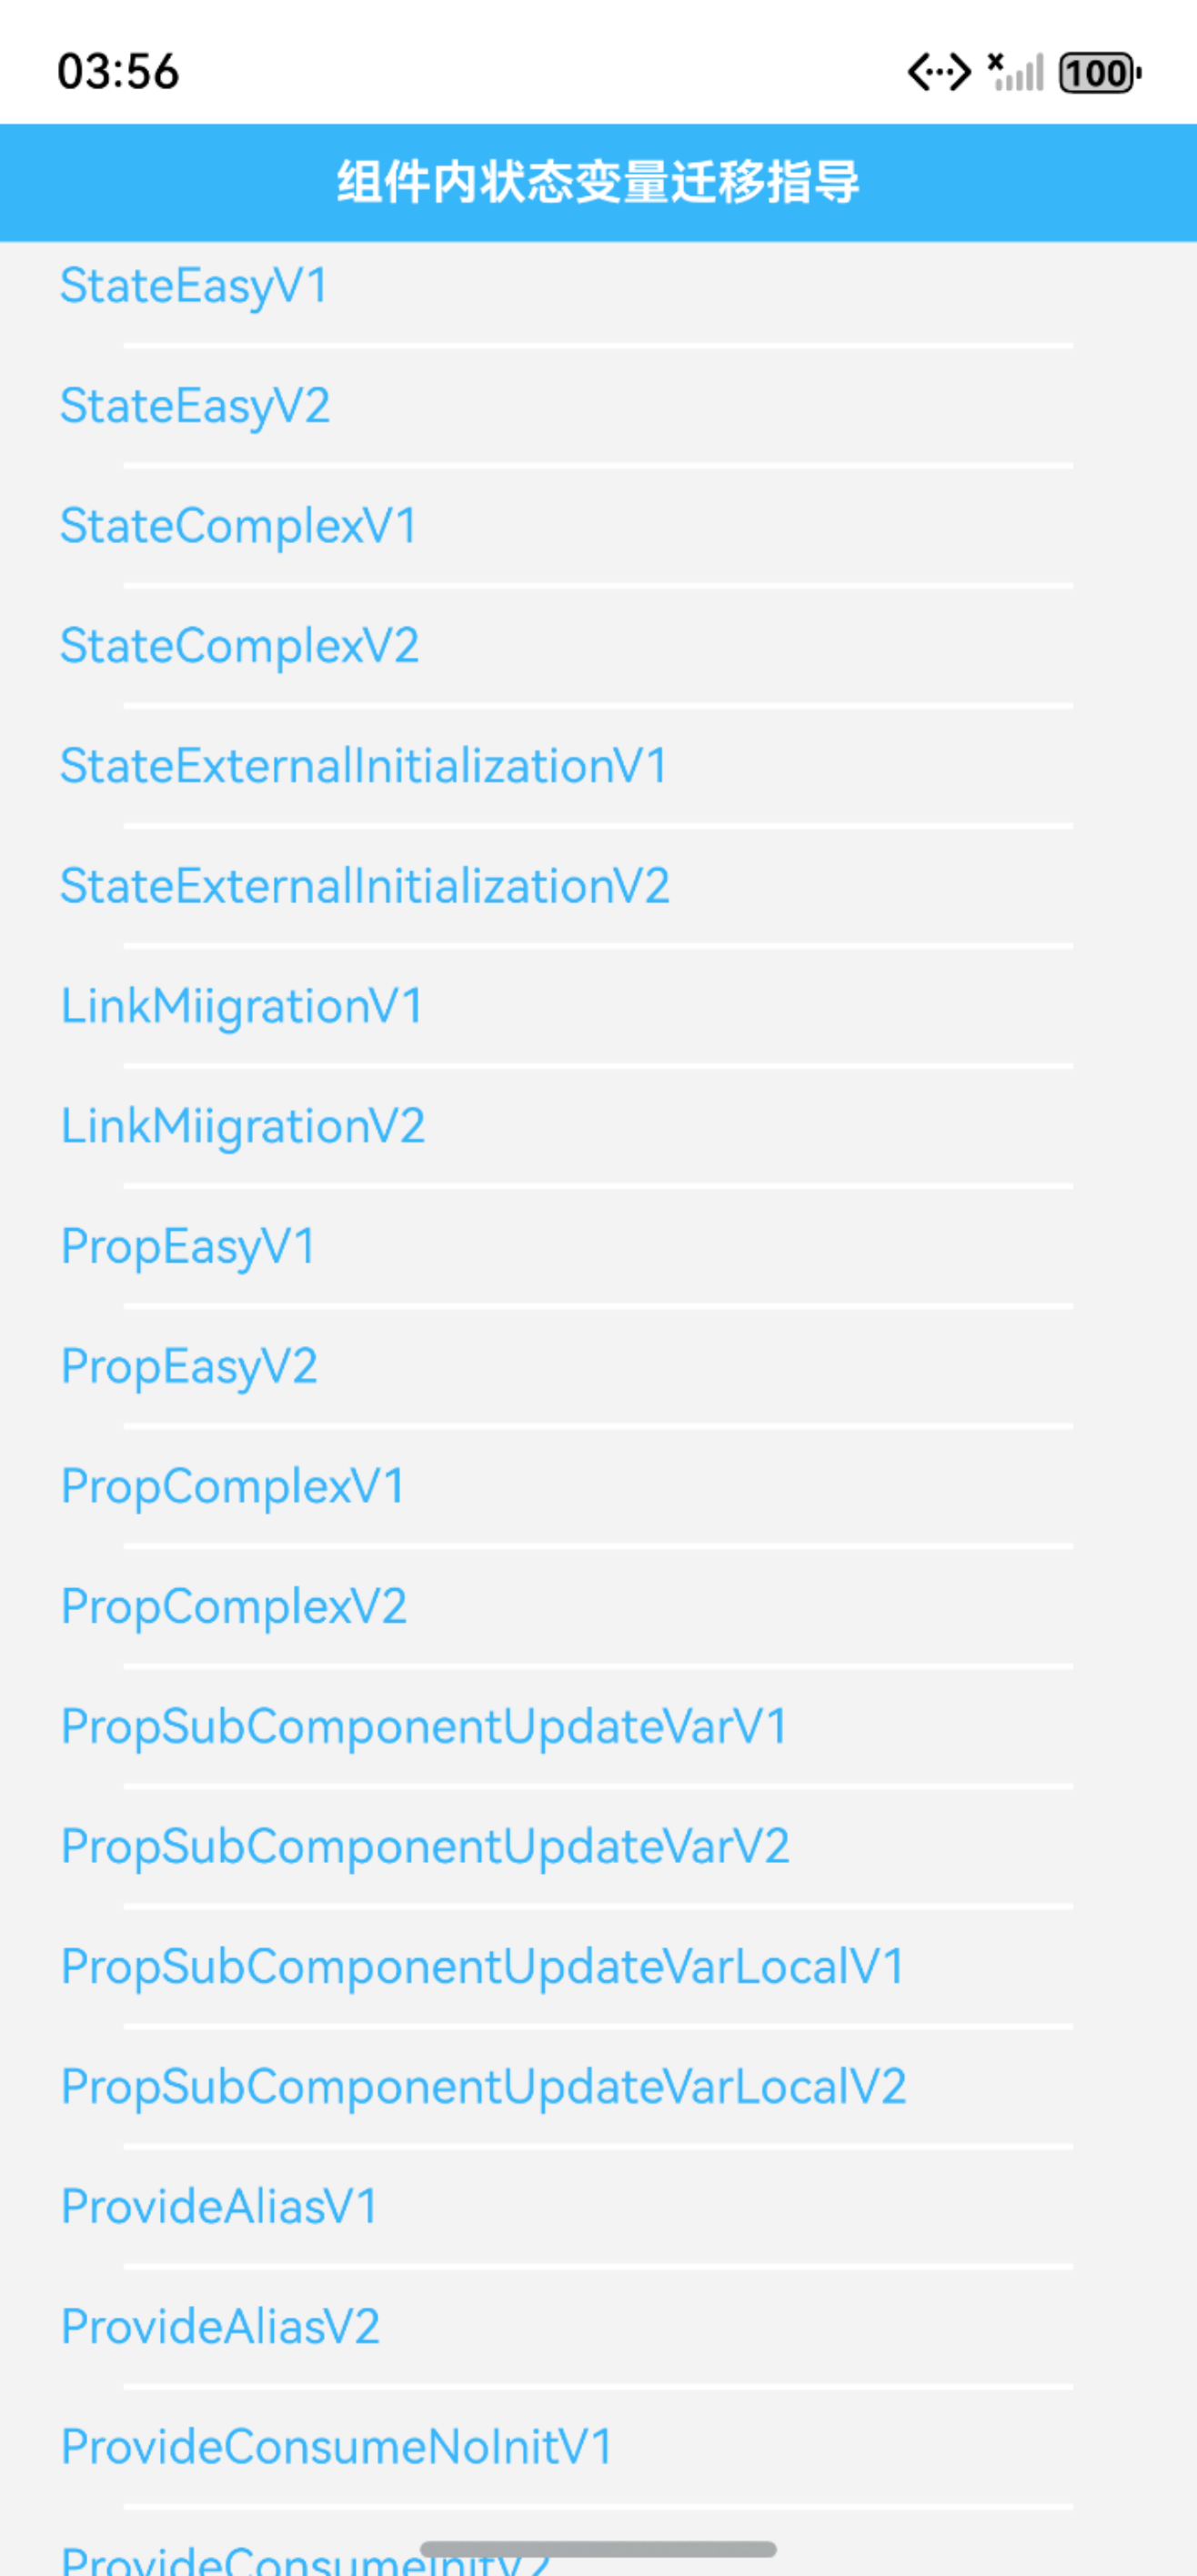 03:56
100
组件内状态变量迁移指导
StateEasyV1
StateEasyV2
StateComplexV1
StateComplexV2
StateExternalInitializationV1
StateExternalInitializationV2
LinkMiigrationV1
LinkMiigrationV2
PropEasyV1
PropEasyV2
PropComplexV1
PropComplexV2
PropSubComponentUpdateVarV1
PropSubComponentUpdateVarV2
PropSubComponentUpdateVarLocalV1
PropSubComponentUpdateVarLocalV2
ProvideAliasV1
ProvideAliasV2
ProvideConsumeNoInitV1
ProvideConsumeInitV2